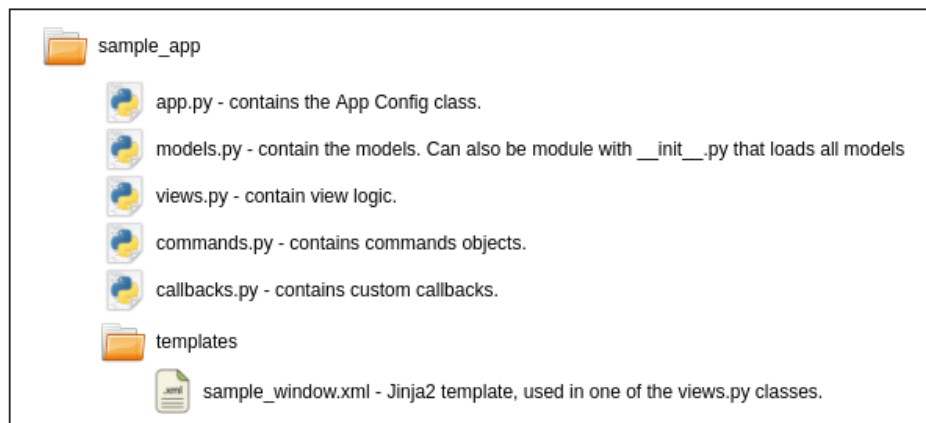 sample_app
app.py - contains the App Config class.
models.py - contain the models. Can also be module with __init__.py that loads all models
views.py - contain view logic.
commands.py - contains commands objects.
callbacks.py - contains custom callbacks.
templates
.xml
sample_window.xml - Jinja2 template, used in one of the views.py classes.